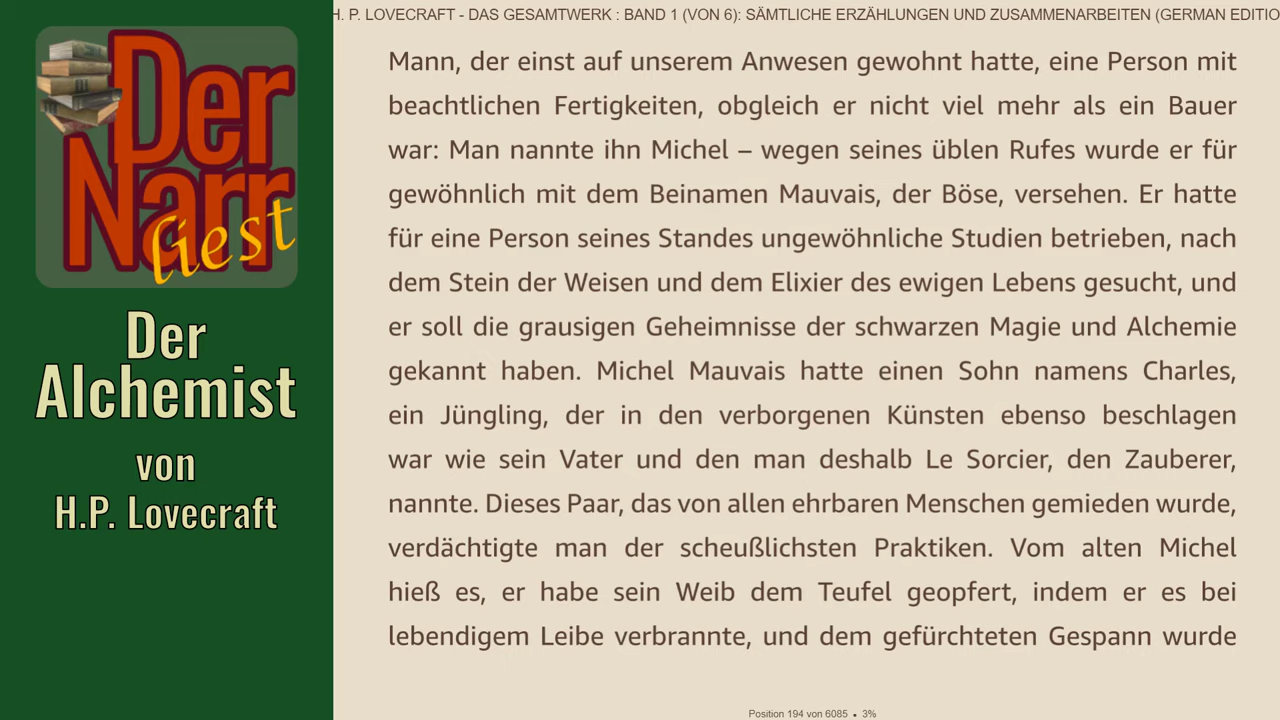 H. P. LOVECRAFT - DAS GESAMTWERK : BAND 1 (VON 6): SÄMTLICHE ERZÄHLUNGEN UND ZUSAMMENARBEITEN (GERMAN EDITIO
Der
Narr
liest
Der
Alchemist
von
H.P. Lovecraft
Mann, der einst auf unserem Anwesen gewohnt hatte, eine Person mit
beachtlichen Fertigkeiten, obgleich er nicht viel mehr als ein Bauer
war: Man nannte ihn Michel – wegen seines üblen Rufes wurde er für
gewöhnlich mit dem Beinamen Mauvais, der Böse, versehen. Er hatte
für eine Person seines Standes ungewöhnliche Studien betrieben, nach
dem Stein der Weisen und dem Elixier des ewigen Lebens gesucht, und
er soll die grausigen Geheimnisse der schwarzen Magie und Alchemie
gekannt haben. Michel Mauvais hatte einen Sohn namens Charles,
ein Jüngling, der in den verborgenen Künsten ebenso beschlagen
war wie sein Vater und den man deshalb Le Sorcier, den Zauberer,
nannte. Dieses Paar, das von allen ehrbaren Menschen gemieden wurde,
verdächtigte man der scheußlichsten Praktiken. Vom alten Michel
hieß es, er habe sein Weib dem Teufel geopfert, indem er es bei
lebendigem Leibe verbrannte, und dem gefürchteten Gespann wurde
Position 194 von 6085 • 3%